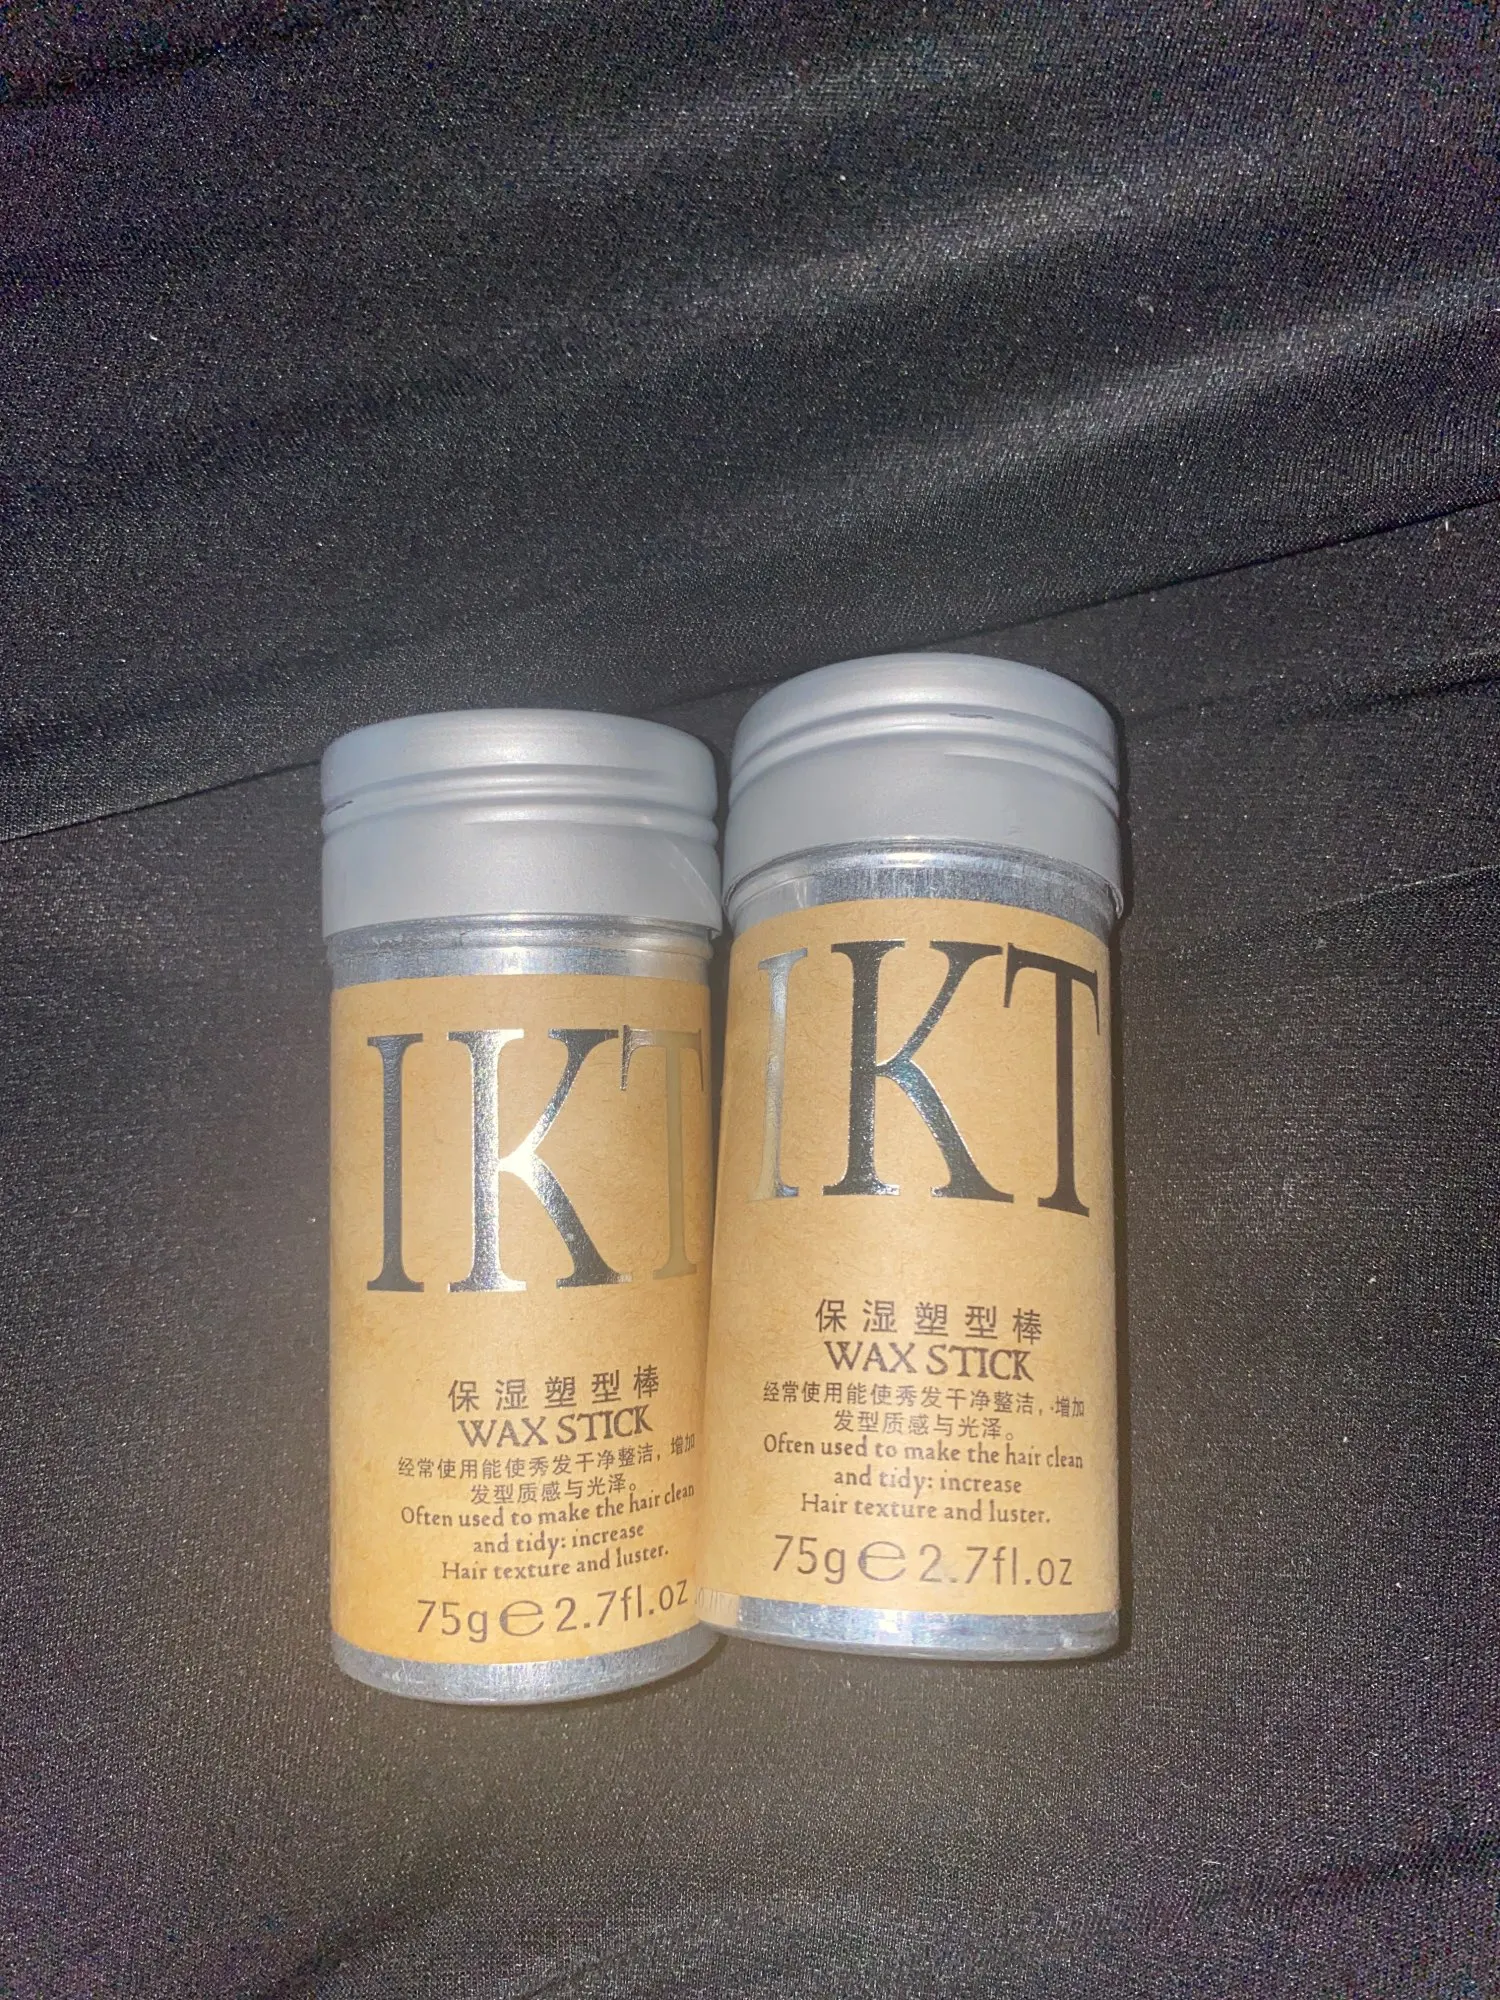 IKT
保湿塑型棒
WAX STICK
经常使用能使秀发干净整洁，增加
发型质感与光泽。
Often used to make the hair clean
and tidy: increase
Hair texture and luster.
75g℮2.7fl.oz
IKT
保湿塑型棒
WAX STICK
经常使用能使秀发干净整洁，增加
发型质感与光泽。
Often used to make the hair clean
and tidy: increase
Hair texture and luster.
75g℮2.7fl.oz